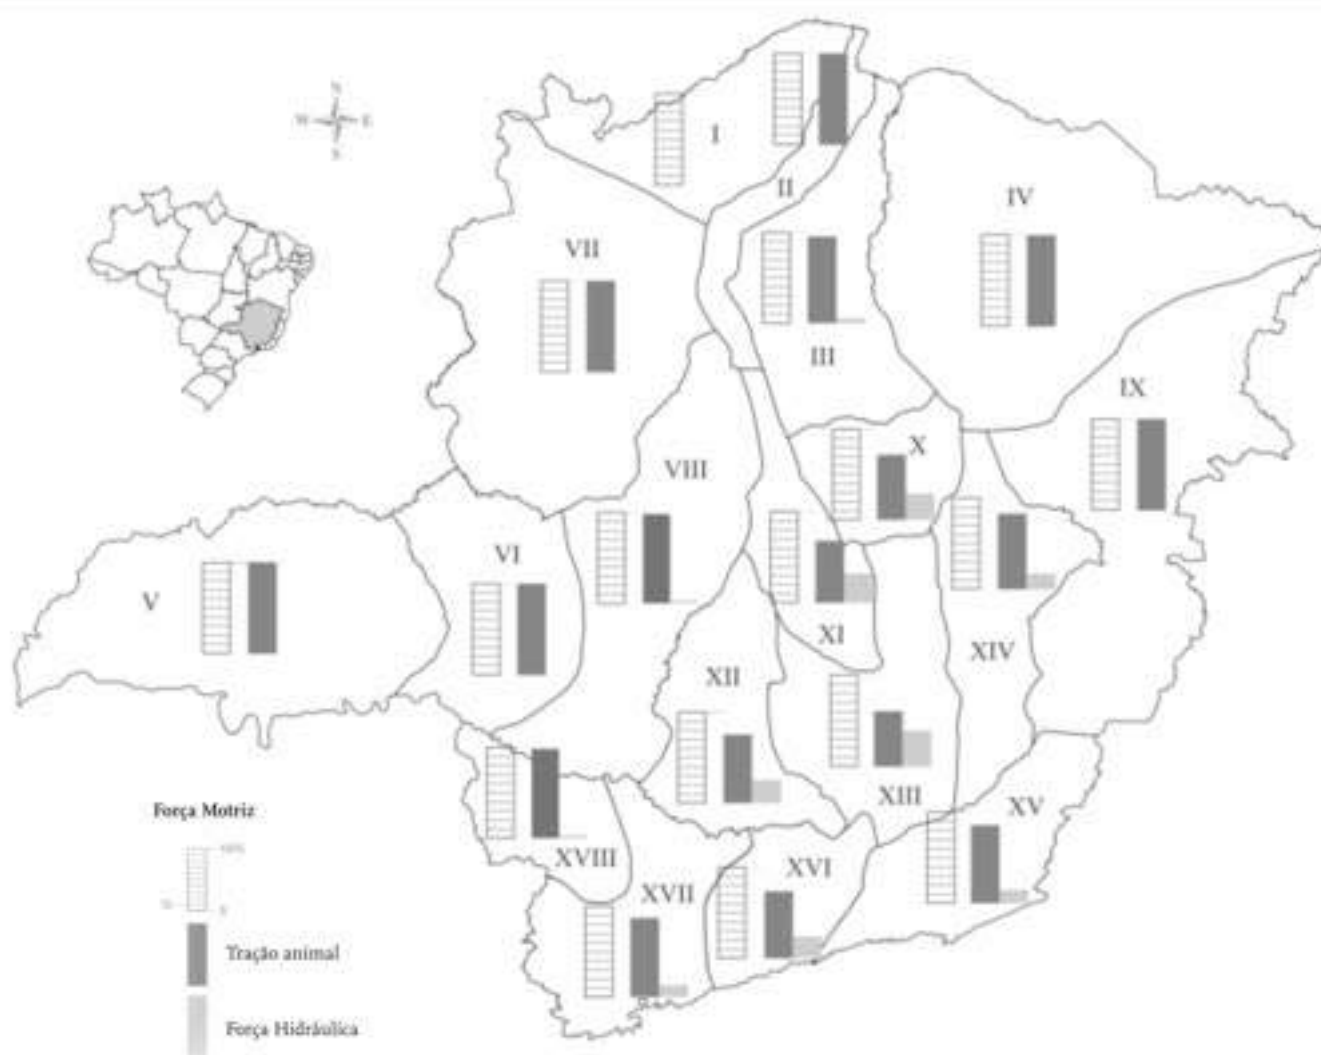 N
W E
S
I
II
IV
VII
III
IX
X
VIII
VI
V
XI
XIV
XII
XIII
XV
Força Motriz
XVIII
XVI
XVII
100%
0
Tração animal
Força Hidráulica